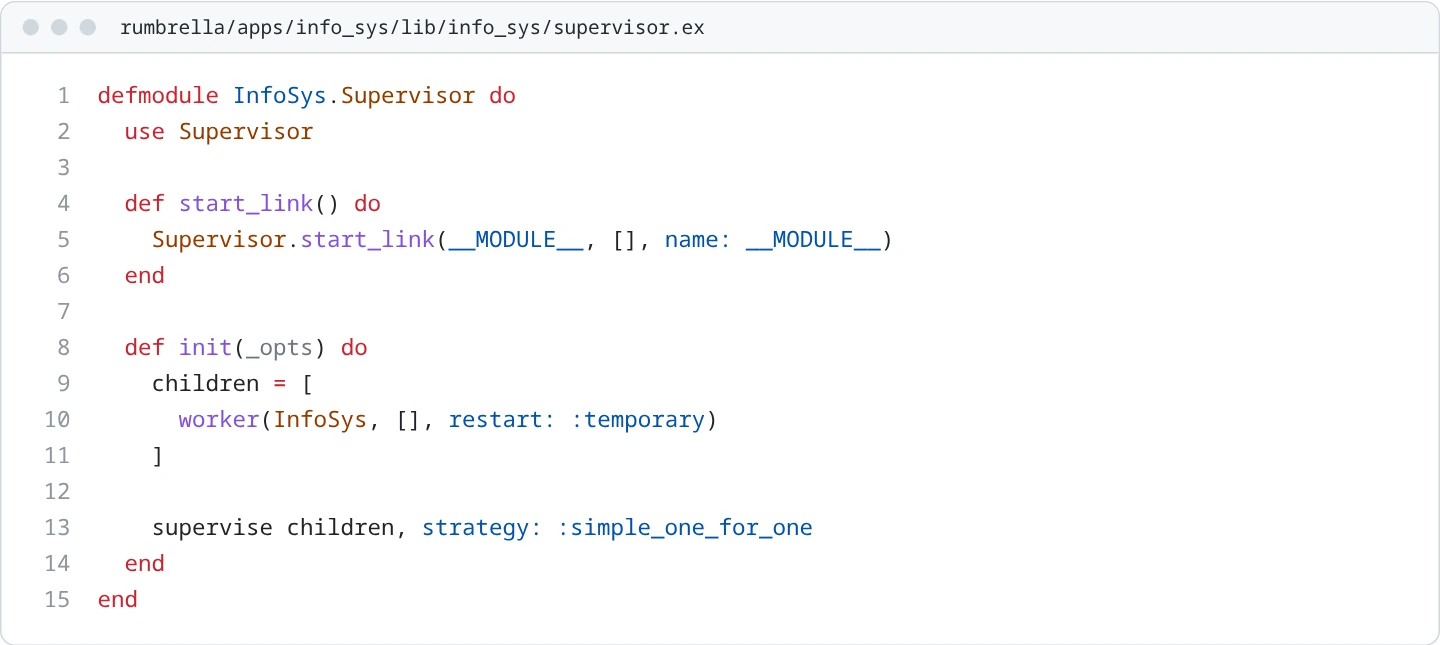 rumbrella/apps/info_sys/lib/info_sys/supervisor.ex
1 defmodule InfoSys.Supervisor do
2   use Supervisor
3
4   def start_link() do
5     Supervisor.start_link(__MODULE__, [], name: __MODULE__)
6   end
7
8   def init(_opts) do
9     children = [
10       worker(InfoSys, [], restart: :temporary)
11     ]
12
13     supervise children, strategy: :simple_one_for_one
14   end
15 end